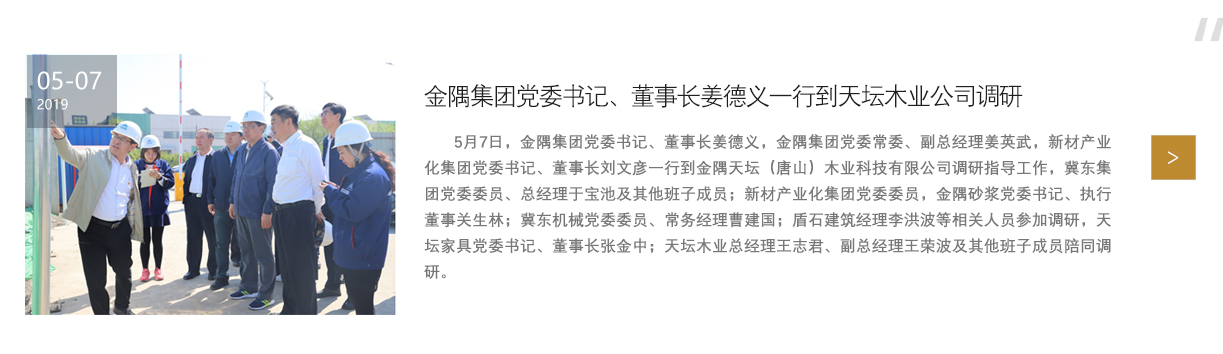 05-07
2019
金隅集团党委书记、董事长姜德义一行到天坛木业公司调研
5月7日，金隅集团党委书记、董事长姜德义，金隅集团党委常委、副总经理姜英武，新材产业
化集团党委书记、董事长刘文彦一行到金隅天坛（唐山）木业科技有限公司调研指导工作，冀东集
团党委委员、总经理于宝池及其他班子成员；新材产业化集团党委委员，金隅砂浆党委书记、执行
董事关生林；冀东机械党委委员、常务经理曹建国；盾石建筑经理李洪波等相关人员参加调研，天
坛家具党委书记、董事长张金中；天坛木业总经理王志君、副总经理王荣波及其他班子成员陪同调
研。